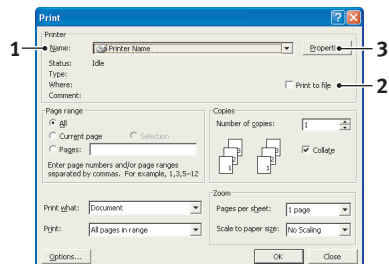 Print
Printer
1 Name: Printer Name Properti 3
Status: Idle
Type:
Where: Print to file 2
Comment:
Page range
All
Current page Selection
Pages:
Enter page numbers and/or page ranges
separated by commas. For example, 1,3,5–12
Copies
Number of copies: 1
Collate
Print what: Document
Print: All pages in range
Zoom
Pages per sheet: 1 page
Scale to paper size: No Scaling
Options... OK Close